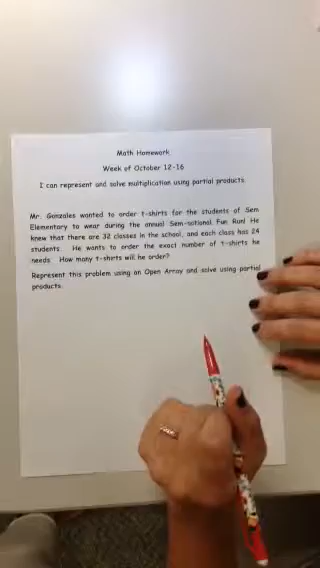 Math Homework
Week of October 12-16
I can represent and solve multiplication using partial products.
Mr. Gonzales wanted to order t-shirts for the students of Sem
Elementary to wear during the annual Sem-sational Fun Run! He
knew that there are 32 classes in the school, and each class has 24
students. He wants to order the exact number of t-shirts he
needs. How many t-shirts will he order?
Represent this problem using an Open Array and solve using partial
products.